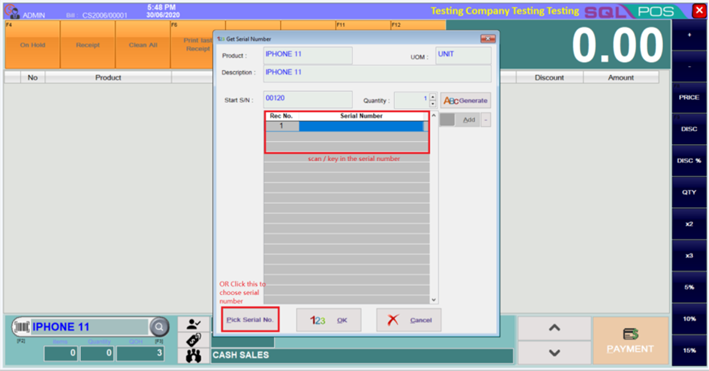 5:48 PM
Testing Company Testing Testing SQL POS
ADMIN CS2006/00001 30/06/2020
F4 F6 F11 F12
On Hold Receipt Clean All Print last Receipt
0.00
No Product Discount Amount
Get Serial Number
Product : IPHONE 11 UOM : UNIT
Description : IPHONE 11
Start S/N : 00120 Quantity : 1 ABC Generate
Rec No. Serial Number
1
Add
scan / key in the serial number
OR Click this to
choose serial
number
Pick Serial No. 123 OK Cancel
+
-
PRICE
DISC
DISC %
QTY
x2
x3
5%
10%
15%
IPHONE 11
Items Quantity
0 0 3
CASH SALES
PAYMENT